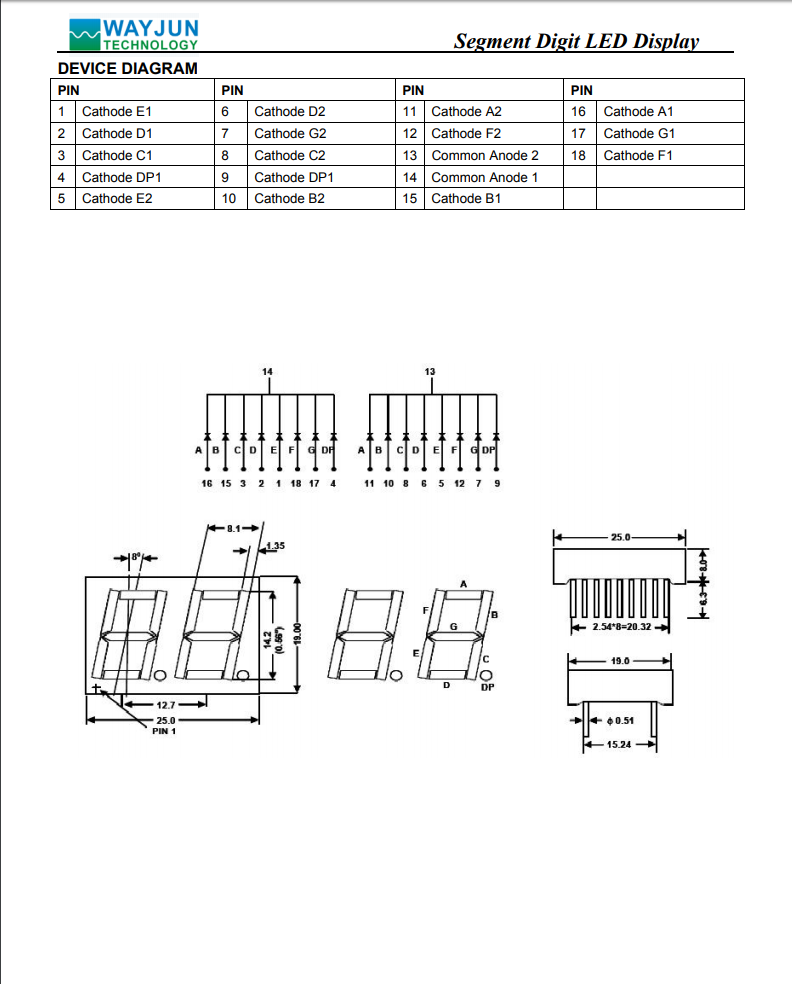 WAYJUN
TECHNOLOGY
Segment Digit LED Display
DEVICE DIAGRAM
PIN PIN PIN PIN
1 Cathode E1 6 Cathode D2 11 Cathode A2 16 Cathode A1
2 Cathode D1 7 Cathode G2 12 Cathode F2 17 Cathode G1
3 Cathode C1 8 Cathode C2 13 Common Anode 2 18 Cathode F1
4 Cathode DP1 9 Cathode DP1 14 Common Anode 1
5 Cathode E2 10 Cathode B2 15 Cathode B1
14 13
A B C D E F G DP A B C D E F G DP
16 15 3 2 1 18 17 4 11 10 8 6 5 12 7 9
8.1
1.35
8°
14.2
(0.56")
19.00
12.7
25.0
PIN 1
A
F
B
G
E
C
D
DP
25.0
8.0
6.3
2.54*8=20.32
19.0
ϕ 0.51
15.24